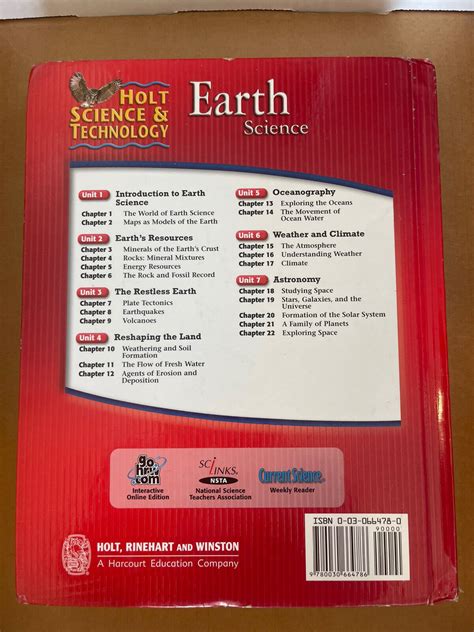 HOLT
SCIENCE &
TECHNOLOGY
Earth
Science
Unit 1 Introduction to Earth
Science
Chapter 1 The World of Earth Science
Chapter 2 Maps as Models of the Earth
Unit 2 Earth's Resources
Chapter 3 Minerals of the Earth's Crust
Chapter 4 Rocks: Mineral Mixtures
Chapter 5 Energy Resources
Chapter 6 The Rock and Fossil Record
Unit 3 The Restless Earth
Chapter 7 Plate Tectonics
Chapter 8 Earthquakes
Chapter 9 Volcanoes
Unit 4 Reshaping the Land
Chapter 10 Weathering and Soil
Formation
Chapter 11 The Flow of Fresh Water
Chapter 12 Agents of Erosion and
Deposition
Unit 5 Oceanography
Chapter 13 Exploring the Oceans
Chapter 14 The Movement of
Ocean Water
Unit 6 Weather and Climate
Chapter 15 The Atmosphere
Chapter 16 Understanding Weather
Chapter 17 Climate
Unit 7 Astronomy
Chapter 18 Studying Space
Chapter 19 Stars, Galaxies, and the
Universe
Chapter 20 Formation of the Solar System
Chapter 21 A Family of Planets
Chapter 22 Exploring Space
go.
hrw
.com
Interactive
Online Edition
SCI
LINKS
NSTA
National Science
Teachers Association
Current Science
Weekly Reader
HOLT, RINEHART AND WINSTON
A Harcourt Education Company
ISBN 0-03-066478-0
90000
9 780030 664786